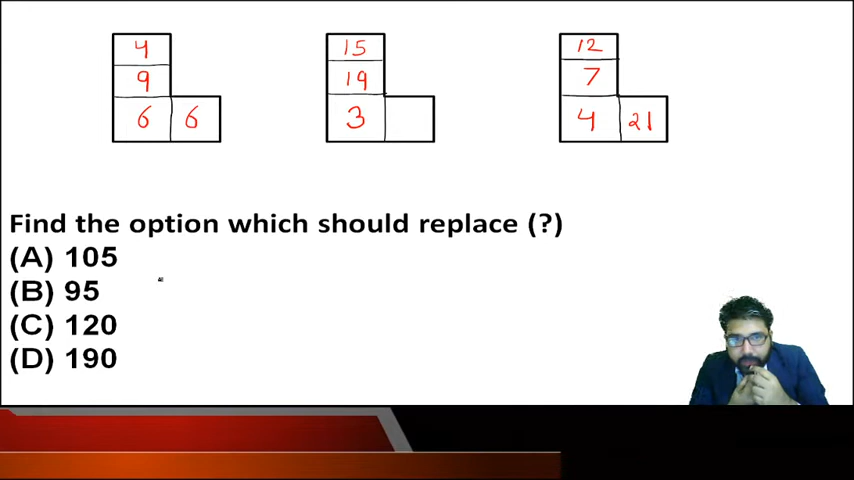 4 15 12
9 19 7
6 6 3 4 21
Find the option which should replace (?)
(A) 105
(B) 95
(C) 120
(D) 190